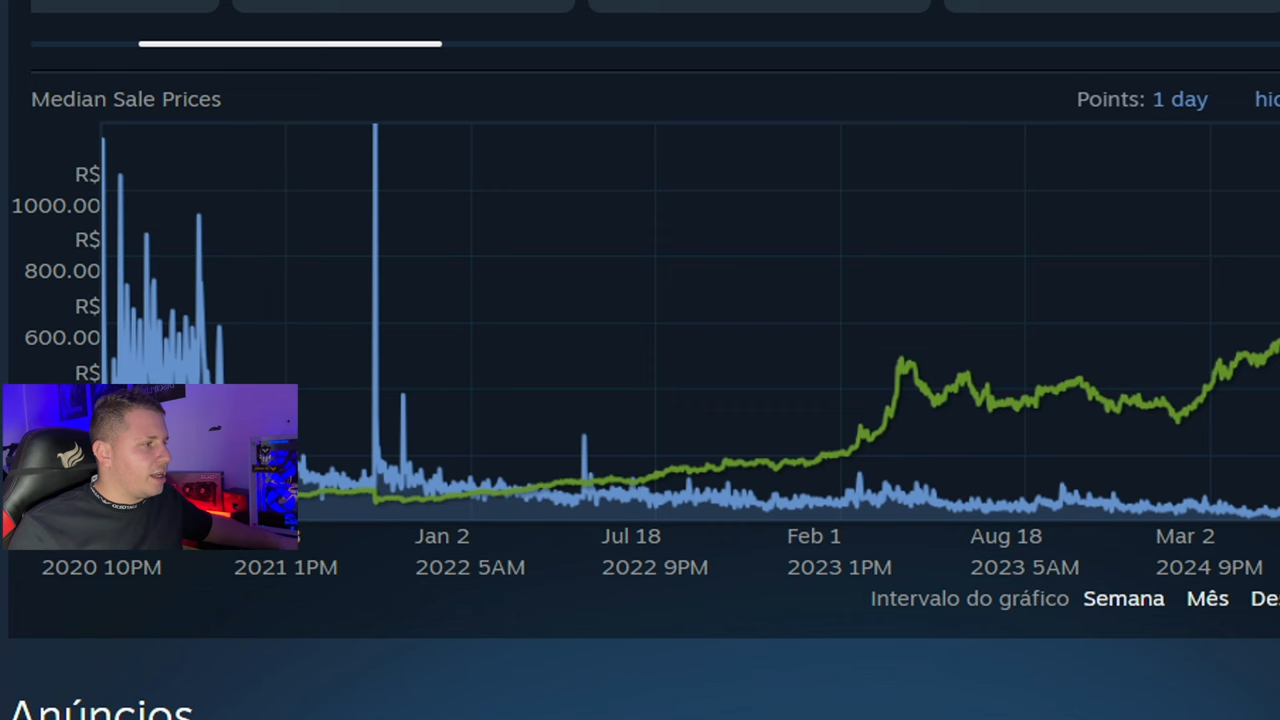 Median Sale Prices
Points: 1 day
hic
R$
1000.00
R$
800.00
R$
600.00
R$
Jan 2
Jul 18
Feb 1
Aug 18
Mar 2
2020 10PM
2021 1PM
2022 5AM
2022 9PM
2023 1PM
2023 5AM
2024 9PM
Intervalo do gráfico Semana Mês De
Anúncios